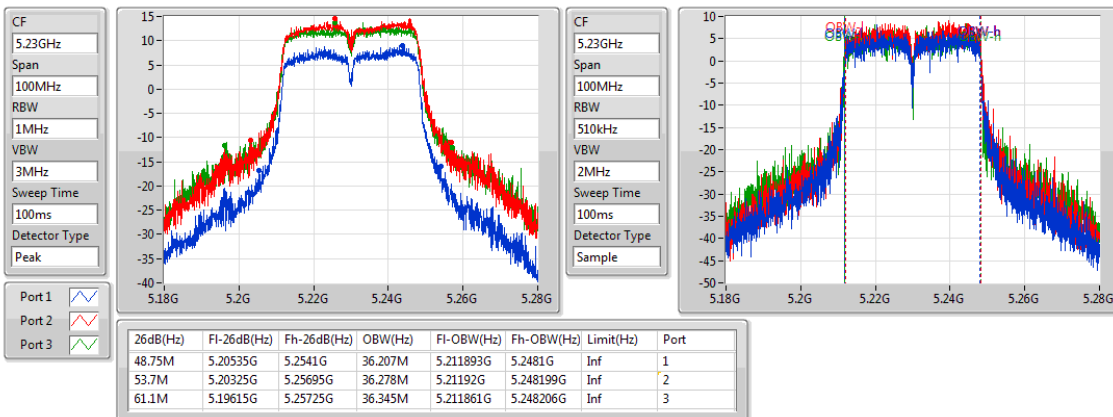 CF
5.23GHz
Span
100MHz
RBW
1MHz
VBW
3MHz
Sweep Time
100ms
Detector Type
Peak
15
10
5
0
-5
-10
-15
-20
-25
-30
-35
-40
5.18G 5.2G 5.22G 5.24G 5.26G 5.28G
CF
5.23GHz
Span
100MHz
RBW
510kHz
VBW
2MHz
Sweep Time
100ms
Detector Type
Sample
10
5
0
-5
-10
-15
-20
-25
-30
-35
-40
-45
-50
5.18G 5.2G 5.22G 5.24G 5.26G 5.28G
Port 1
Port 2
Port 3
26dB(Hz) Fl-26dB(Hz) Fh-26dB(Hz) OBW(Hz) Fl-OBW(Hz) Fh-OBW(Hz) Limit(Hz) Port
48.75M 5.20535G 5.2541G 36.207M 5.211893G 5.2481G Inf 1
53.7M 5.20325G 5.25695G 36.278M 5.21192G 5.248199G Inf 2
61.1M 5.19615G 5.25725G 36.345M 5.211861G 5.248206G Inf 3